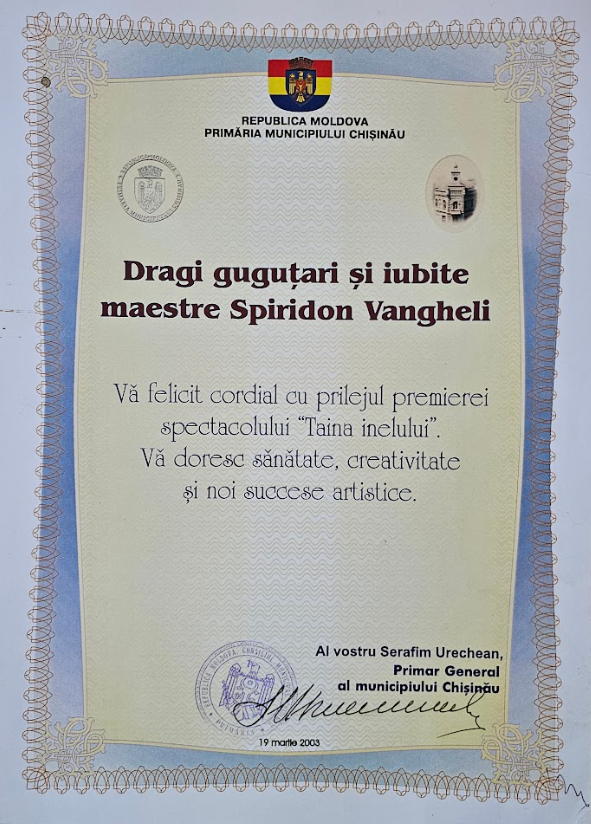 REPUBLICA MOLDOVA
PRIMĂRIA MUNICIPIULUI CHIȘINĂU
Dragi guguțari și iubite
maestre Spiridon Vangheli
Vă felicit cordial cu prilejul premierei
spectacolului “Taina inelului”.
Vă doresc sănătate, creativitate
și noi succese artistice.
Al vostru Serafim Urechean,
Primar General
al municipiului Chișinău
19 martie 2003